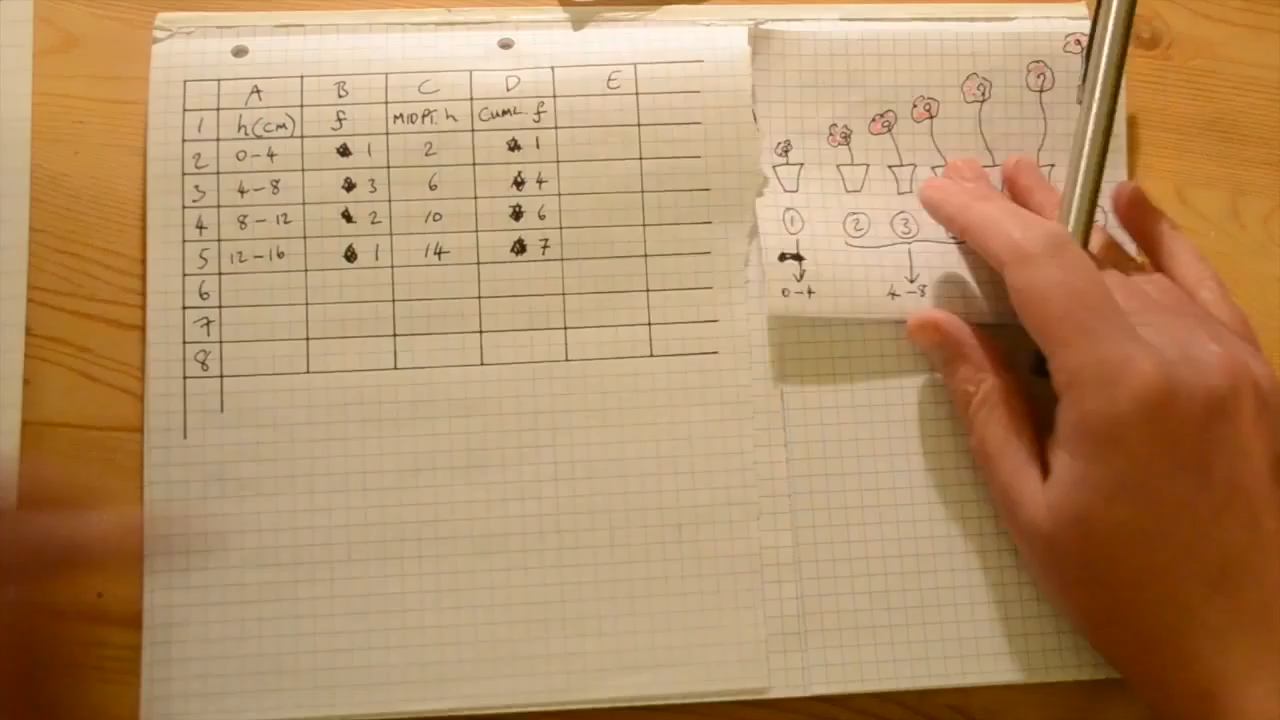 A B C D E
1 h(cm) f MIDPT. h CUML. f
2 0-4 1 2 1
3 4-8 3 6 4
4 8-12 2 10 6
5 12-16 1 14 7
6
7
8
1 2 3
0-4 4-8